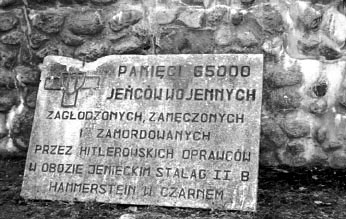 PAMIĘCI 65000
JEŃCÓW WOJENNYCH
ZAGŁODZONYCH, ZAMĘCZONYCH
I ZAMORDOWANYCH
PRZEZ HITLEROWSKICH OPRAWCÓW
W OBOZIE JENIECKIM STALAG II B
HAMMERSTEIN W CZARNEM